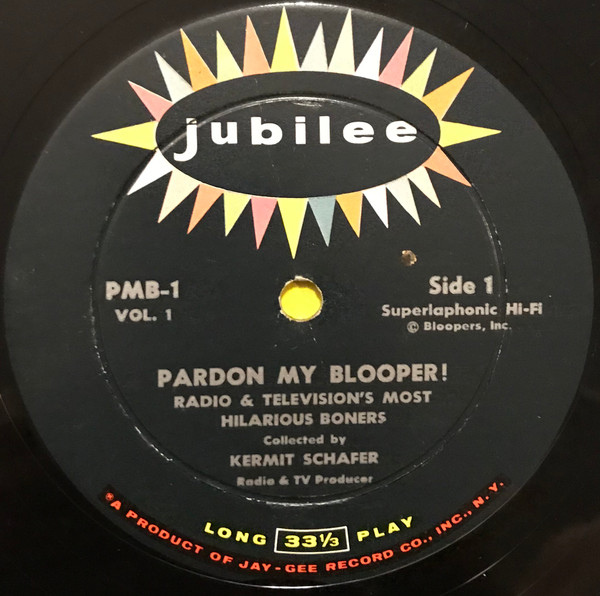 jubilee
PMB-1
VOL. 1
Side 1
Superlaphonic Hi-Fi
© Bloopers, Inc.
PARDON MY BLOOPER!
RADIO & TELEVISION'S MOST
HILARIOUS BONERS
Collected by
KERMIT SCHAFER
Radio & TV Producer
LONG 33⅓ PLAY
*A PRODUCT OF JAY-GEE RECORD CO., INC., N. Y.